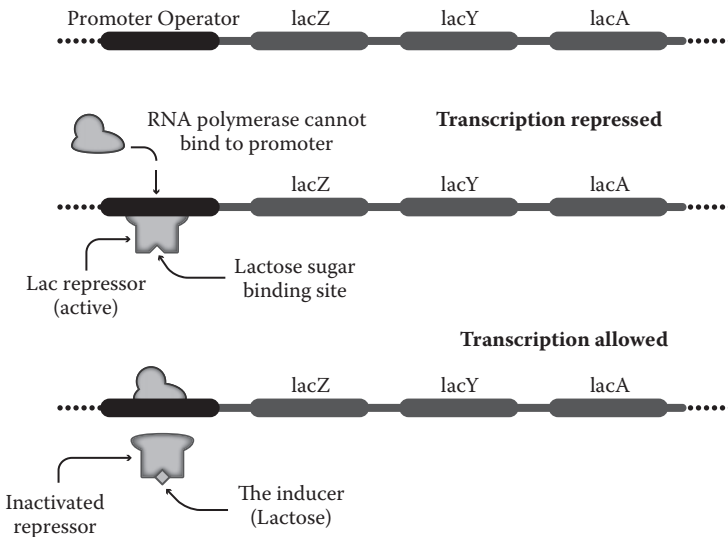 Promoter Operator
lacZ
lacY
lacA
RNA polymerase cannot
bind to promoter
Transcription repressed
lacZ
lacY
lacA
Lac repressor
(active)
Lactose sugar
binding site
Transcription allowed
lacZ
lacY
lacA
Inactivated
repressor
The inducer
(Lactose)